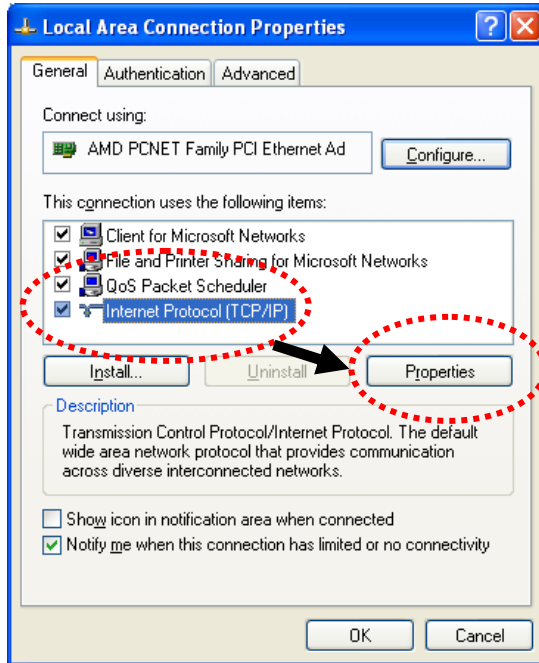 Local Area Connection Properties
General Authentication Advanced
Connect using:
AMD PCNET Family PCI Ethernet Ad Configure...
This connection uses the following items:
Client for Microsoft Networks
File and Printer Sharing for Microsoft Networks
QoS Packet Scheduler
Internet Protocol (TCP/IP)
Install... Uninstall Properties
Description
Transmission Control Protocol/Internet Protocol. The default
wide area network protocol that provides communication
across diverse interconnected networks.
Show icon in notification area when connected
Notify me when this connection has limited or no connectivity
OK Cancel